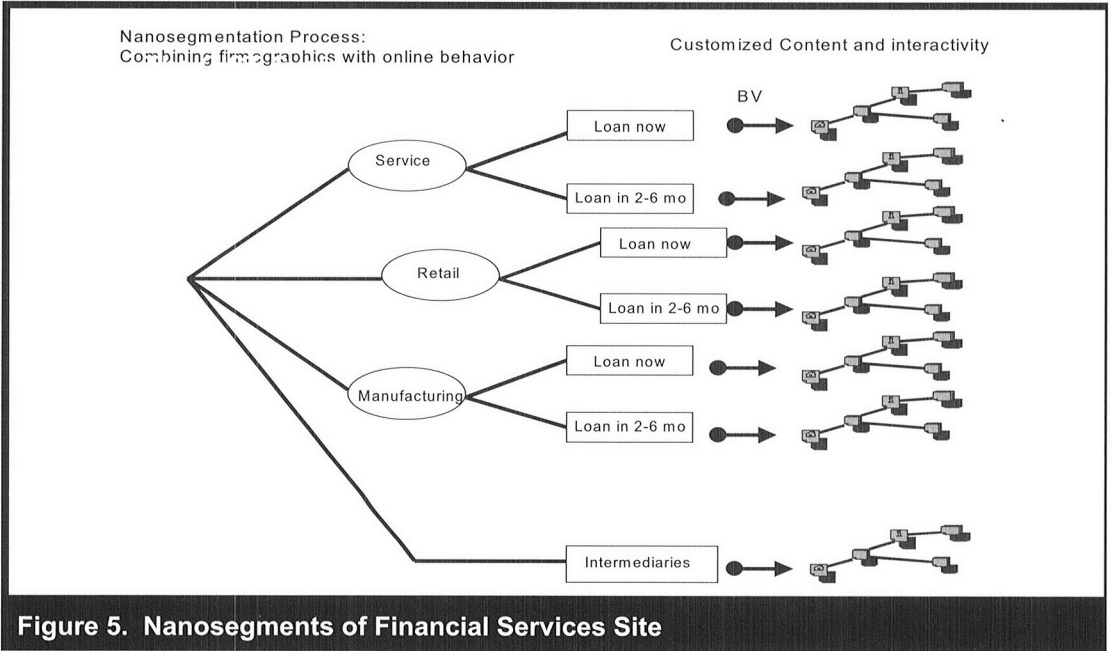 Nanosegmentation Process:
Combining firmographics with online behavior
Customized Content and interactivity
BV
Loan now
Service
Loan in 2-6 mo
Loan now
Retail
Loan in 2-6 mo
Loan now
Manufacturing
Loan in 2-6 mo
Intermediaries
Figure 5. Nanosegments of Financial Services Site